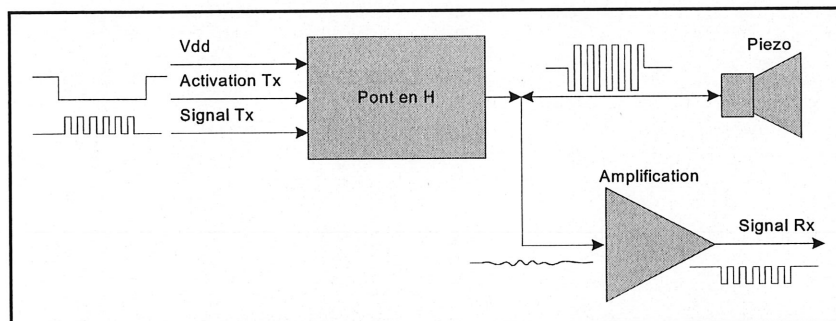 Vdd
Activation Tx
Signal Tx
Pont en H
Piezo
Amplification
Signal Rx